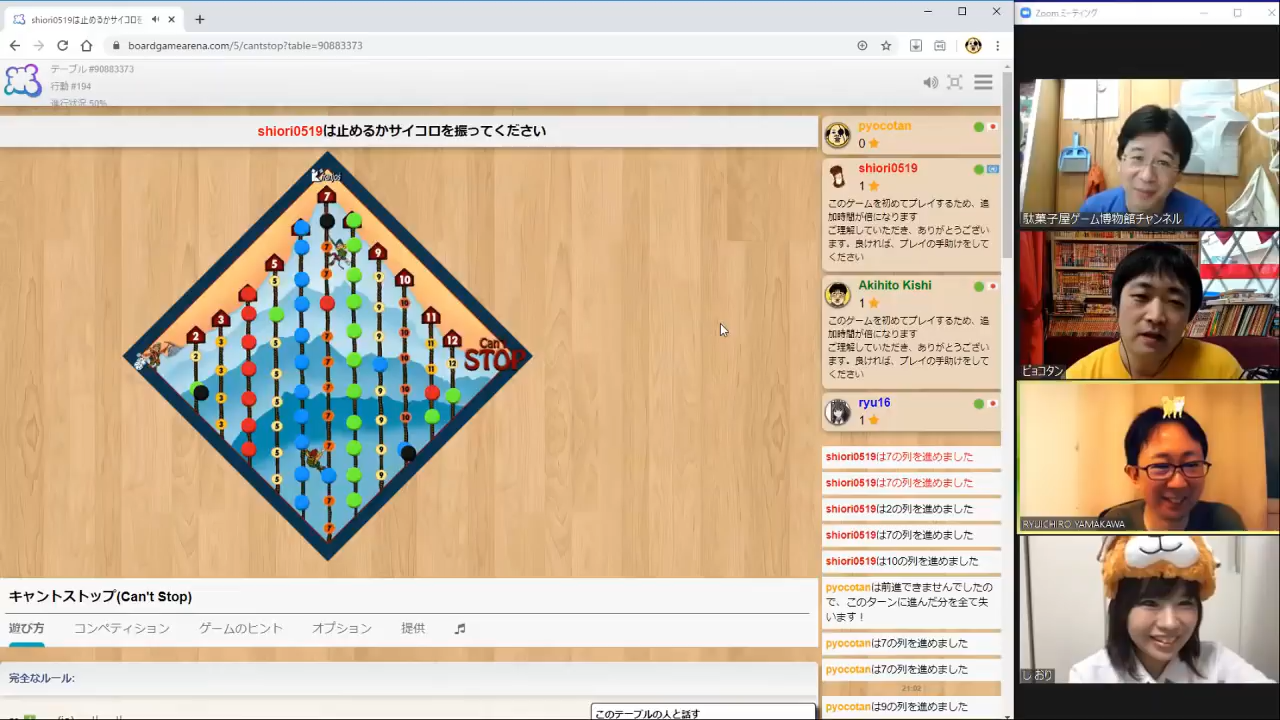 shiori0519は止めるかサイコロを
boardgamearena.com/5/cantstop?table=90883373
テーブル #90883373
行動 #194
進行状況 50%
shiori0519は止めるかサイコロを振ってください
7
5
9
10
3
11
2
12
Can't
STOP
pyocotan
0
shiori0519
1
このゲームを初めてプレイするため、追
加時間が倍になります
ご理解していただき、ありがとうござい
ます。良ければ、プレイの手助けをして
ください
Akihito Kishi
1
このゲームを初めてプレイするため、追
加時間が倍になります
ご理解していただき、ありがとうござい
ます。良ければ、プレイの手助けをして
ください
ryu16
1
shiori0519は7の列を進めました
shiori0519は7の列を進めました
shiori0519は2の列を進めました
shiori0519は7の列を進めました
shiori0519は10の列を進めました
pyocotanは前進できませんでしたの
で、このターンに進んだ分を全て失
います！
pyocotanは7の列を進めました
pyocotanは7の列を進めました
21:02
pyocotanは9の列を進めました
キャントストップ(Can't Stop)
遊び方
コンペティション
ゲームのヒント
オプション
提供
完全なルール:
このテーブルの人と話す
Zoom ミーティング
駄菓子屋ゲーム博物館チャンネル
ピョコタン
RYUICHIRO YAMAKAWA
しおり